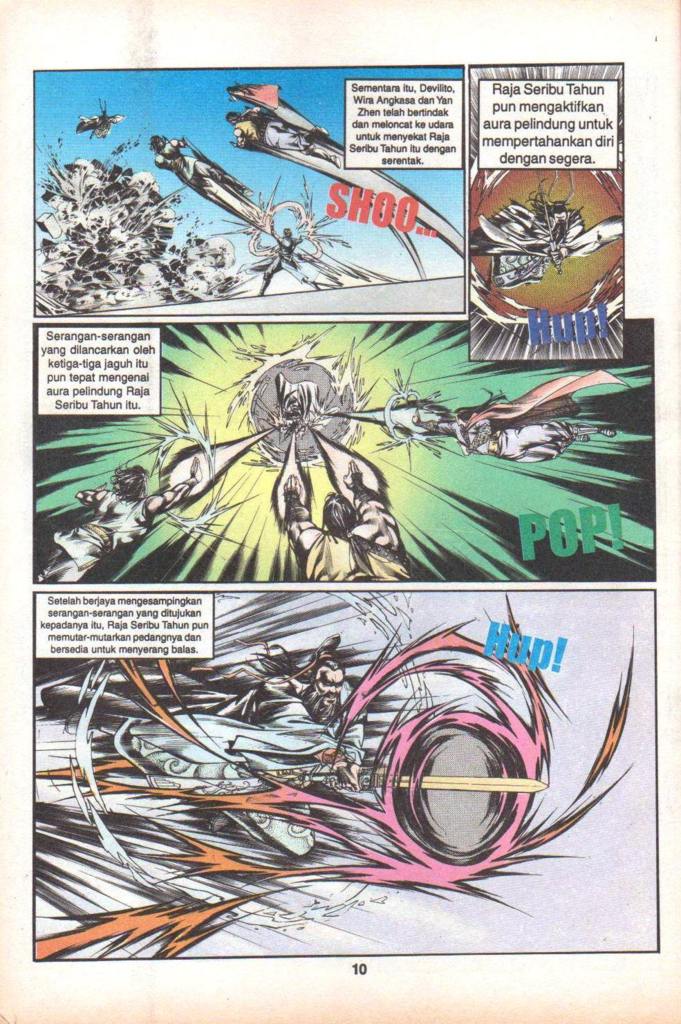 Sementara itu, Devilito,
Wira Angkasa dan Yan
Zhen telah bertindak
dan meloncat ke udara
untuk menyekat Raja
Seribu Tahun itu dengan
serentak.
SHOO...
Raja Seribu Tahun
pun mengaktifkan
aura pelindung untuk
mempertahankan diri
dengan segera.
Hup!
Serangan-serangan
yang dilancarkan oleh
ketiga-tiga jaguh itu
pun tepat mengenai
aura pelindung Raja
Seribu Tahun itu.
POP!
Setelah berjaya mengesampingkan
serangan-serangan yang ditujukan
kepadanya itu, Raja Seribu Tahun pun
memutar-mutarkan pedangnya dan
bersedia untuk menyerang balas.
Hup!
10